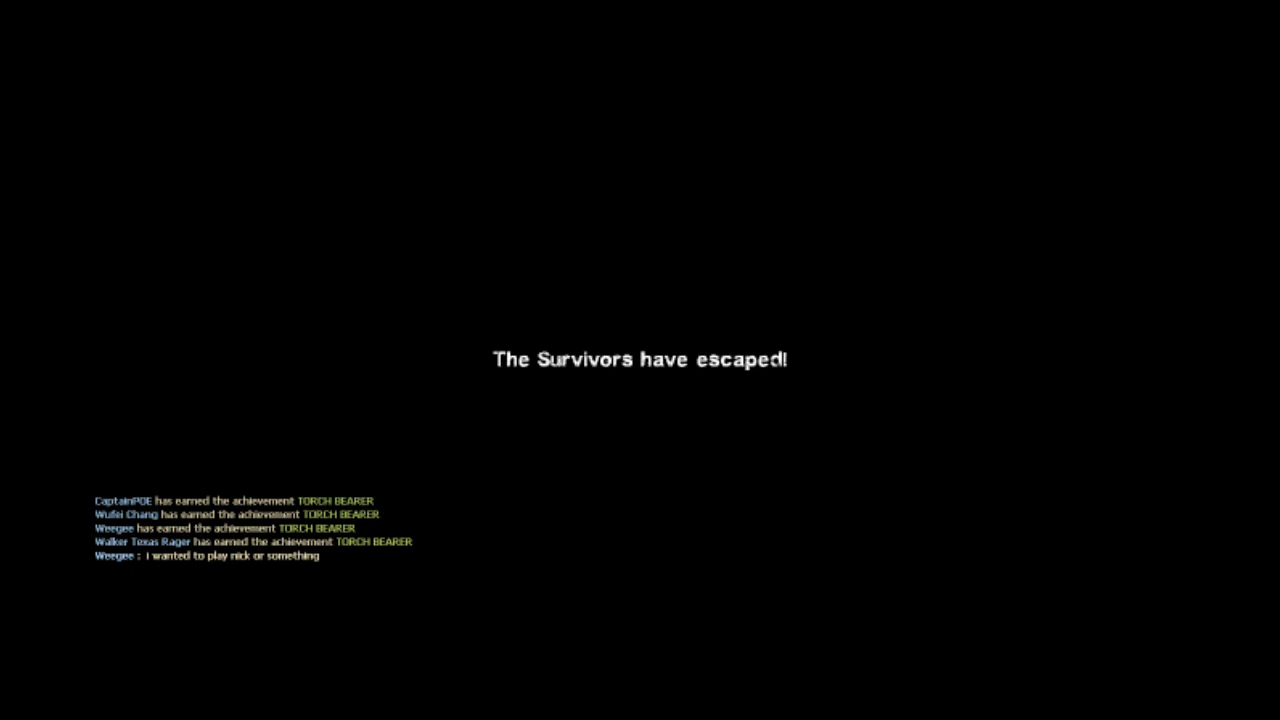 The Survivors have escaped!
CaptainPOE has earned the achievement TORCH BEARER
Wufei Chang has earned the achievement TORCH BEARER
Weegee has earned the achievement TORCH BEARER
Walker Texas Rager has earned the achievement TORCH BEARER
Weegee : i wanted to play nick or something